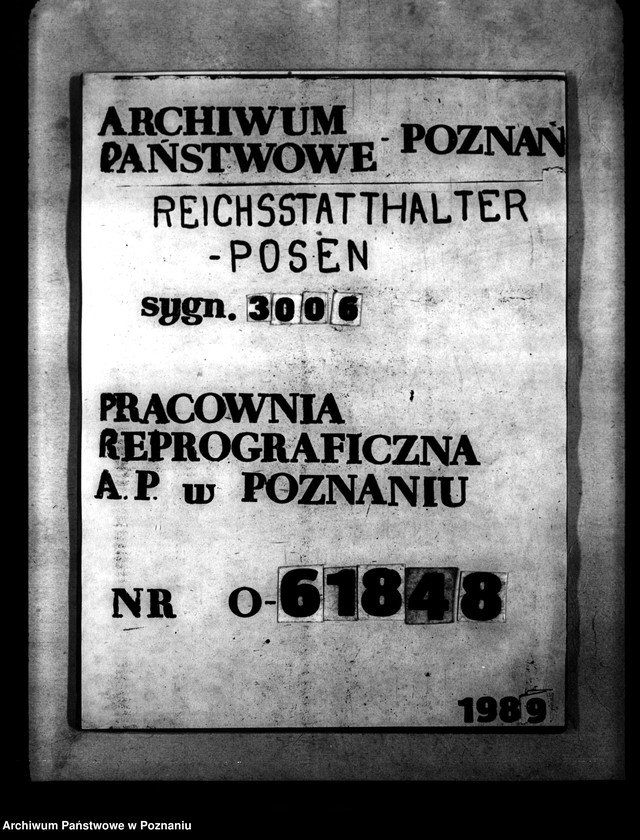 ARCHIWUM
PAŃSTWOWE - POZNAŃ
REICHSSTATTHALTER
-POSEN
sygn. 3006
PRACOWNIA
REPROGRAFICZNA
A.P. w POZNANIU
NR O-61848
1989
Archiwum Państwowe w Poznaniu